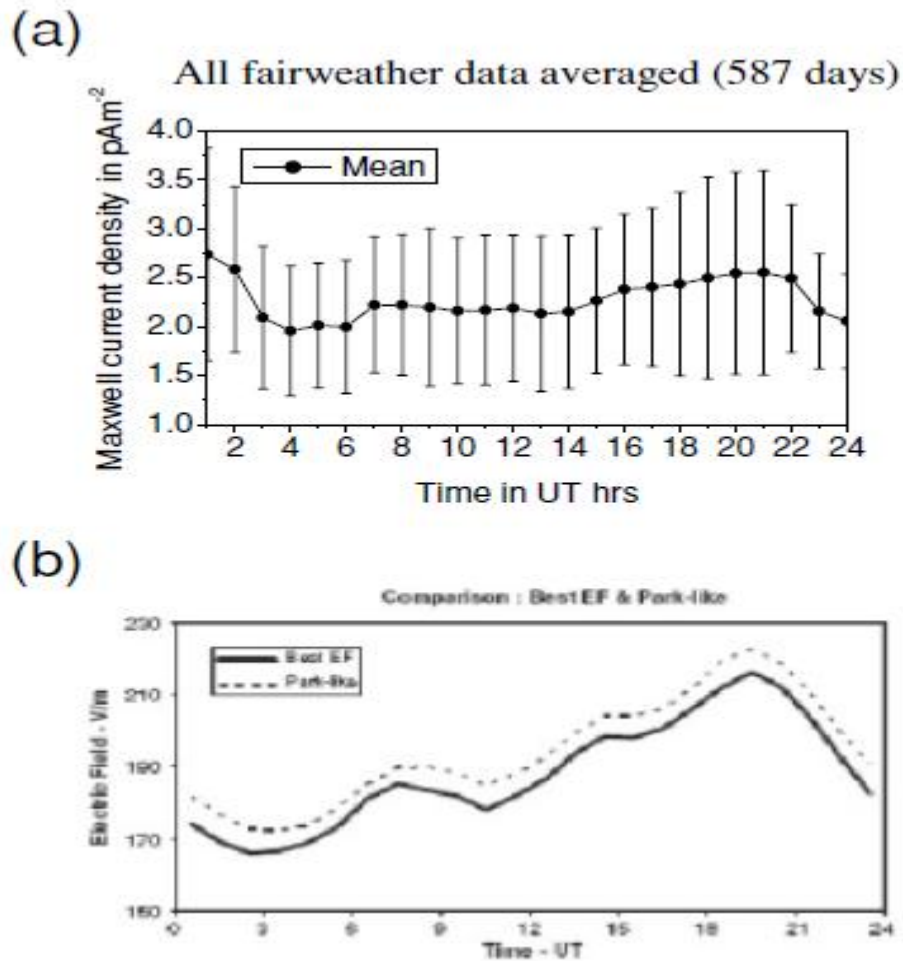 (a)
All fairweather data averaged (587 days)
Maxwell current density in pAm-2
4.0
3.5
3.0
2.5
2.0
1.5
1.0
Mean
2 4 6 8 10 12 14 16 18 20 22 24
Time in UT hrs
(b)
Comparison : Best EF & Park-like
Electric Field - V/m
230
210
190
170
150
Best EF
Park-like
0 3 6 9 12 15 18 21 24
Time - UT